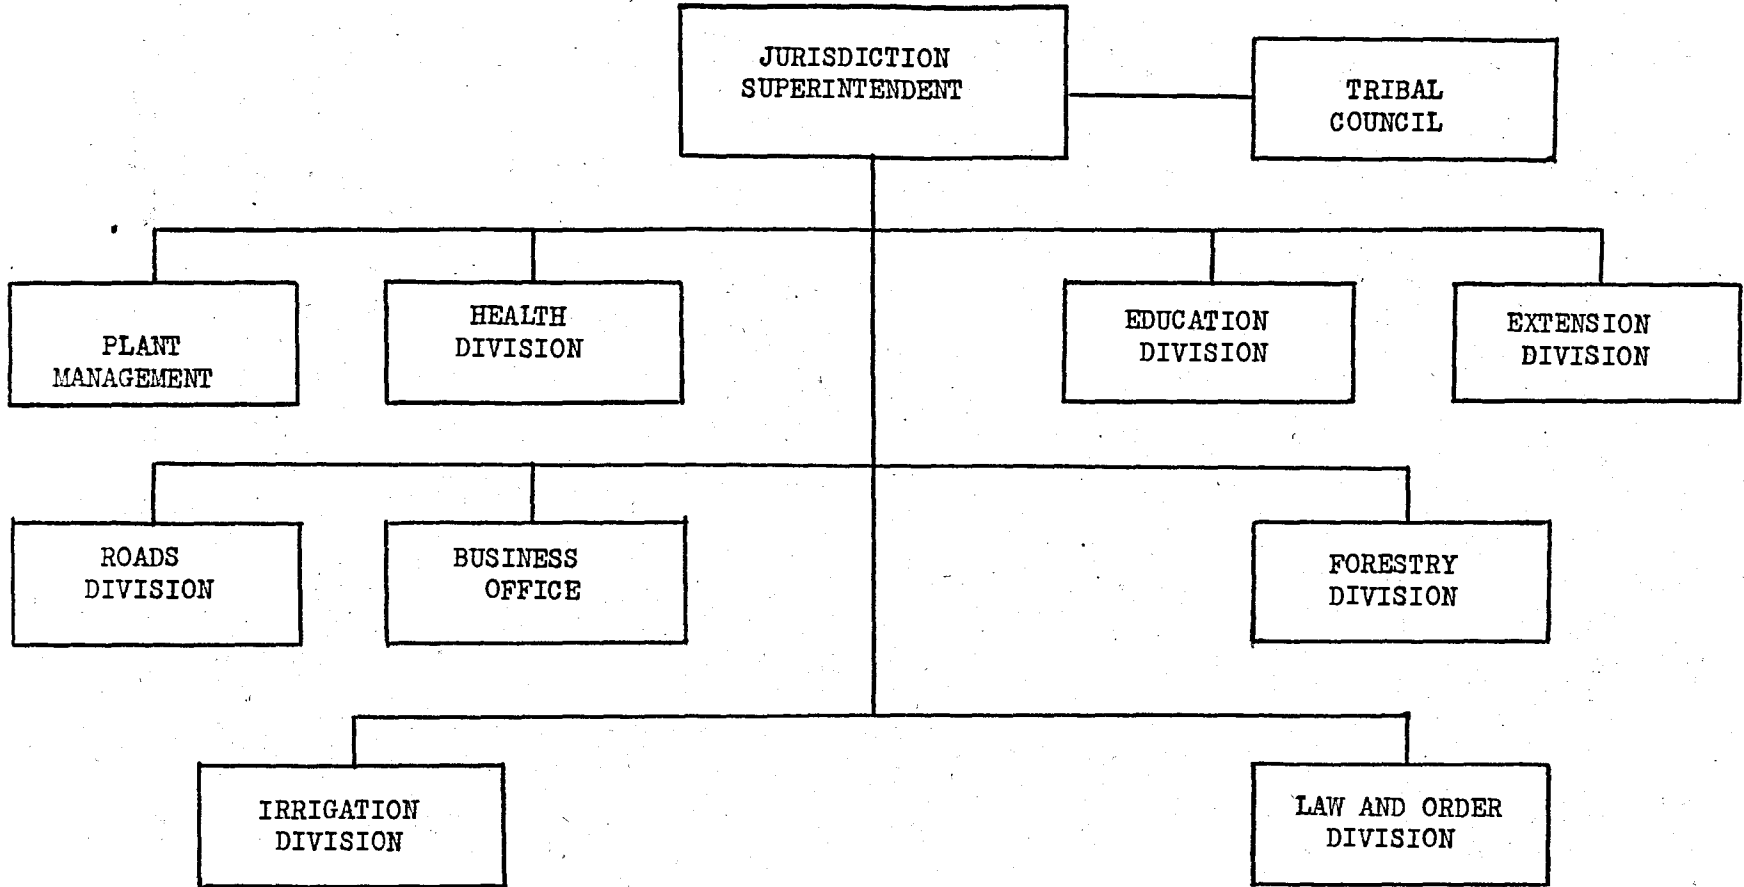 JURISDICTION
SUPERINTENDENT
TRIBAL
COUNCIL
PLANT
MANAGEMENT
HEALTH
DIVISION
EDUCATION
DIVISION
EXTENSION
DIVISION
ROADS
DIVISION
BUSINESS
OFFICE
FORESTRY
DIVISION
IRRIGATION
DIVISION
LAW AND ORDER
DIVISION